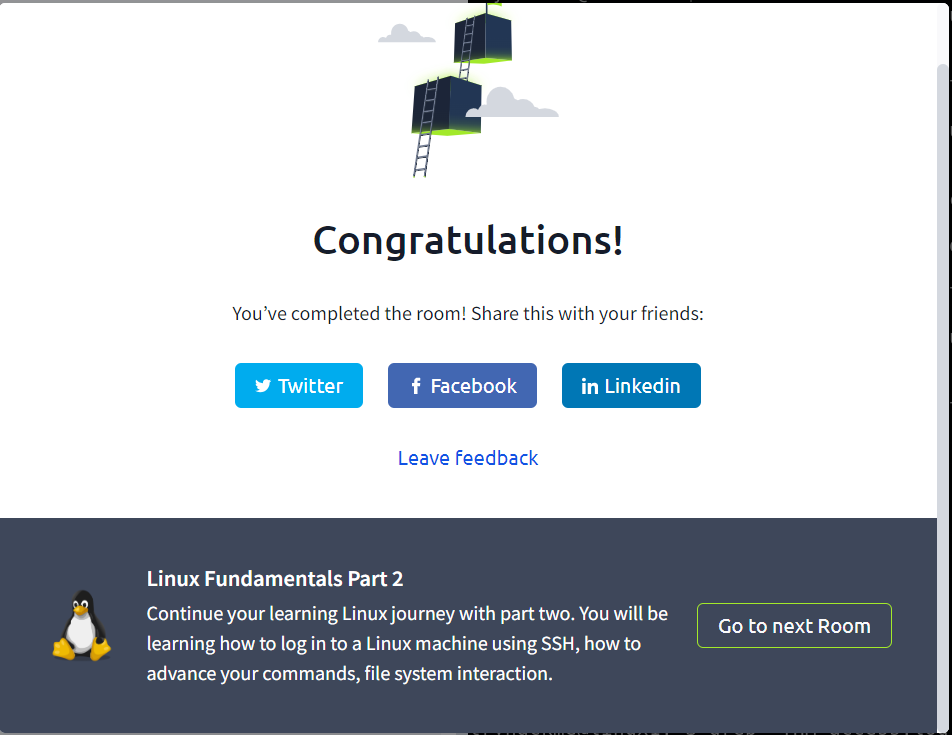 Congratulations!
You’ve completed the room! Share this with your friends:
Twitter
Facebook
Linkedin
Leave feedback
Linux Fundamentals Part 2
Continue your learning Linux journey with part two. You will be
learning how to log in to a Linux machine using SSH, how to
advance your commands, file system interaction.
Go to next Room